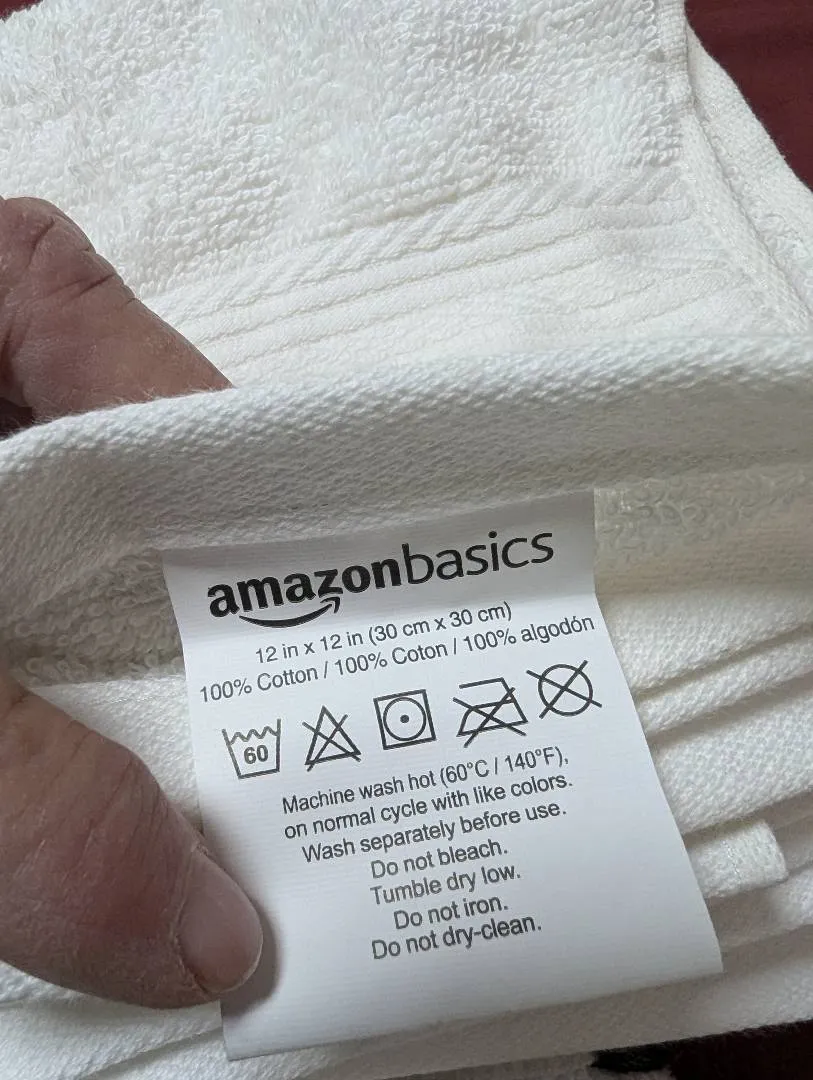 amazonbasics
12 in x 12 in (30 cm x 30 cm)
100% Cotton / 100% Coton / 100% algodón
60
Machine wash hot (60°C / 140°F),
on normal cycle with like colors.
Wash separately before use.
Do not bleach.
Tumble dry low.
Do not iron.
Do not dry-clean.